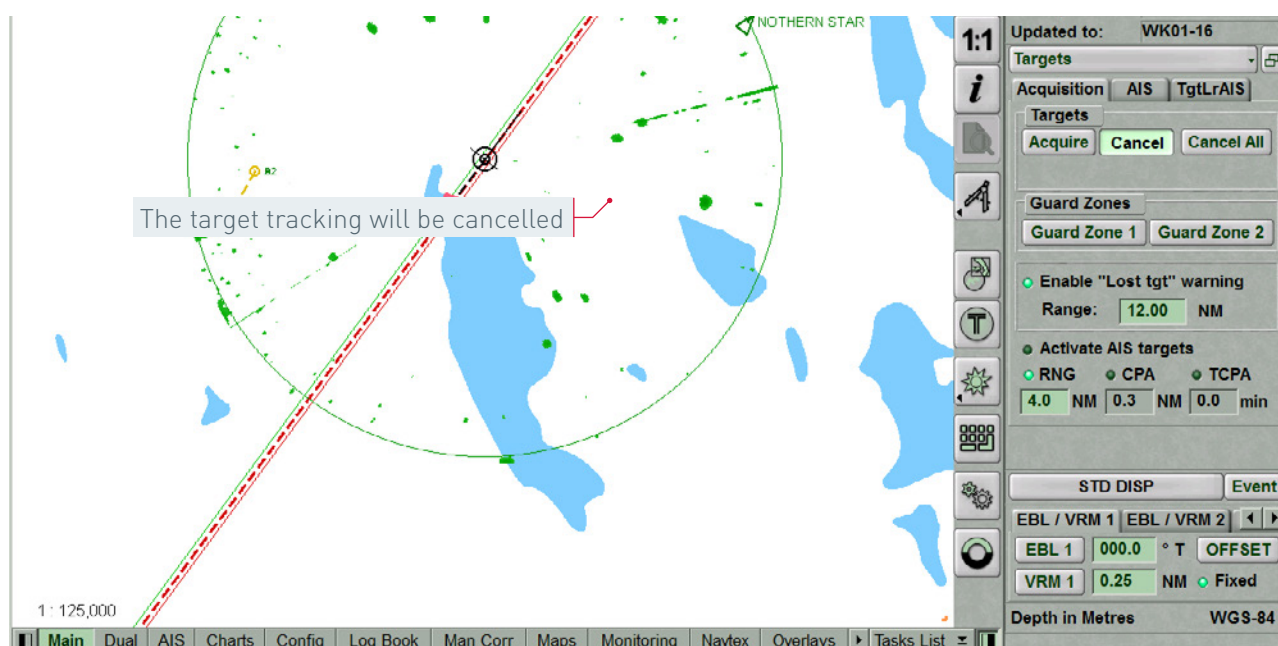 NOTHERN STAR
R2
The target tracking will be cancelled
1 : 125,000
1:1
i
T
Updated to: WK01-16
Targets
Acquisition AIS TgtLrAIS
Targets
Acquire Cancel Cancel All
Guard Zones
Guard Zone 1 Guard Zone 2
Enable "Lost tgt" warning
Range: 12.00 NM
Activate AIS targets
RNG CPA TCPA
4.0 NM 0.3 NM 0.0 min
STD DISP Event
EBL / VRM 1 EBL / VRM 2
EBL 1 000.0 ° T OFFSET
VRM 1 0.25 NM Fixed
Depth in Metres WGS-84
Main Dual AIS Charts Config Log Book Man Corr Maps Monitoring Navtex Overlays Tasks List